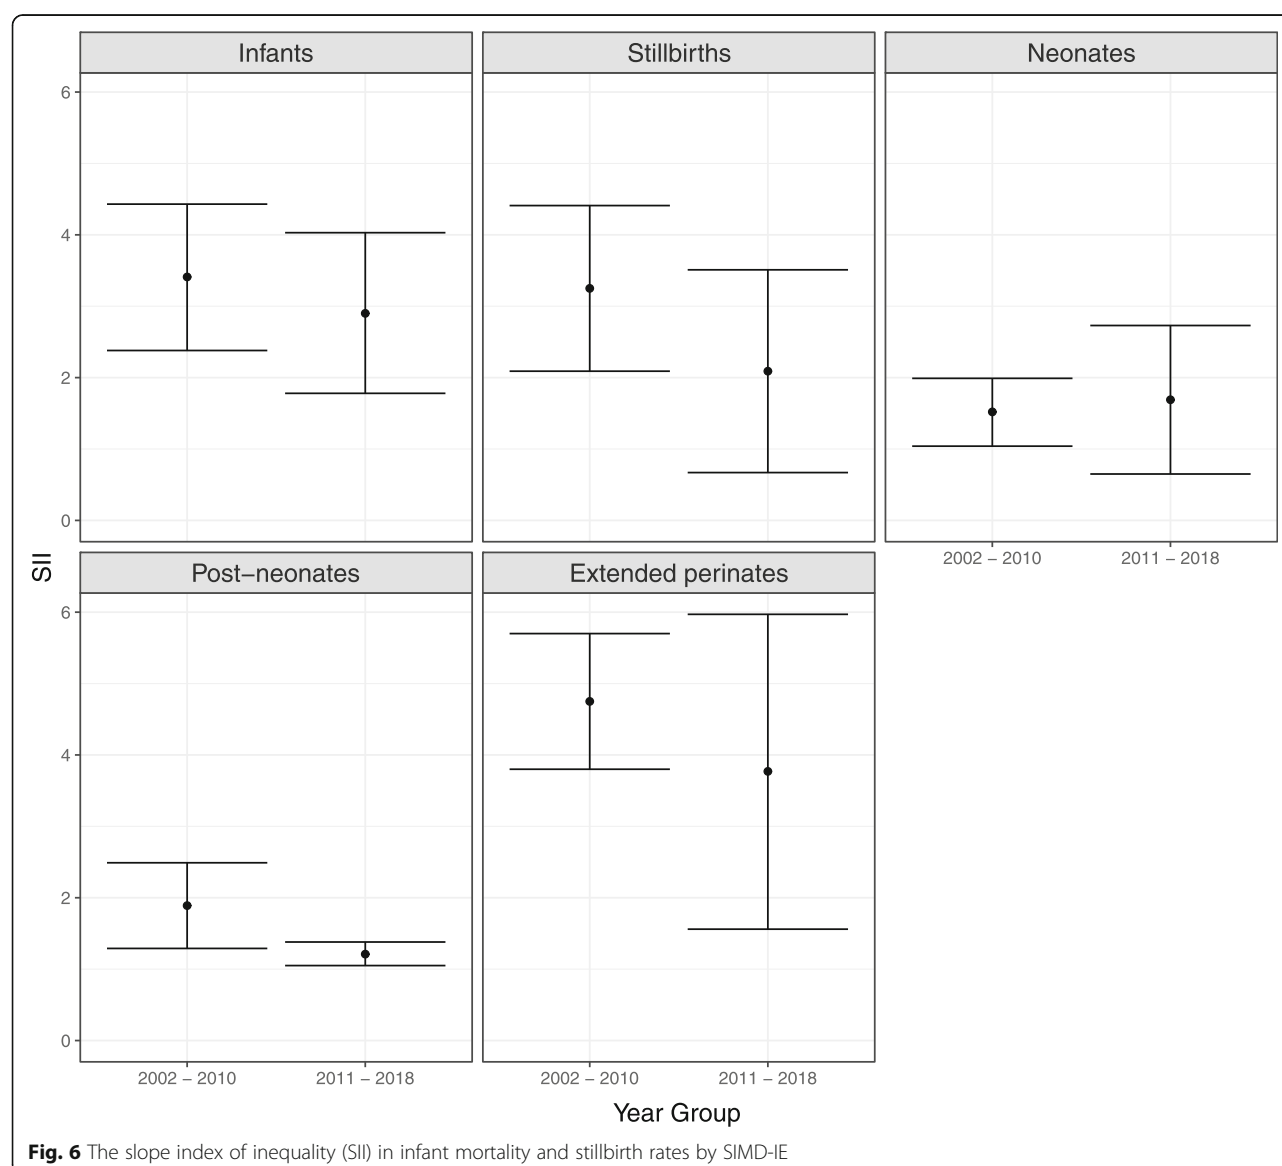 Infants
Stillbirths
Neonates
6
4
2
0
2002 – 2010
2011 – 2018
SII
Post–neonates
Extended perinates
6
4
2
0
2002 – 2010
2011 – 2018
2002 – 2010
2011 – 2018
Year Group
Fig. 6 The slope index of inequality (SII) in infant mortality and stillbirth rates by SIMD-IE